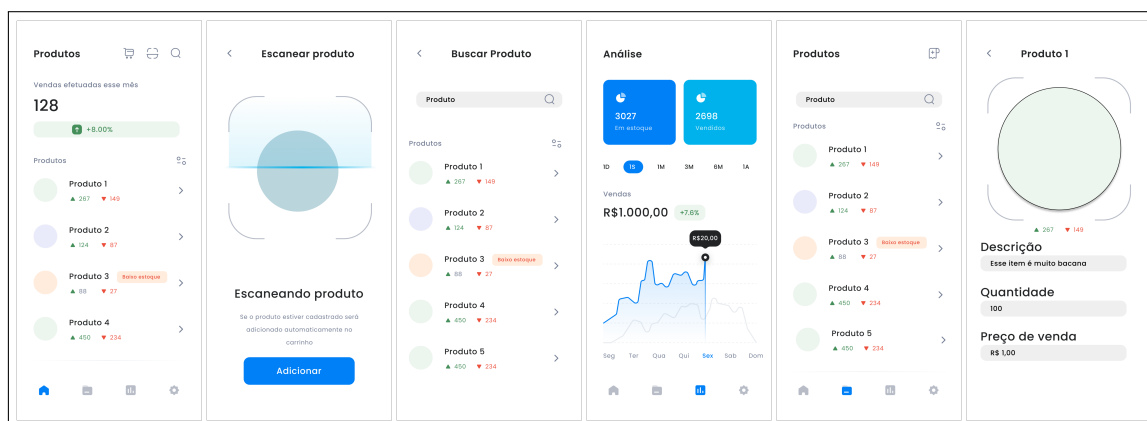 Produtos
Vendas efetuadas esse mês
128
+8.00%
Produtos
Produto 1
267 149
Produto 2
124 87
Produto 3 Baixo estoque
88 27
Produto 4
450 234
Escanear produto
Escaneando produto
Se o produto estiver cadastrado será
adicionado automaticamente no
carrinho
Adicionar
Buscar Produto
Produto
Produtos
Produto 1
267 149
Produto 2
124 87
Produto 3 Baixo estoque
88 27
Produto 4
450 234
Produto 5
450 234
Análise
3027
Em estoque
2698
Vendidos
1D 1S 1M 3M 6M 1A
Vendas
R$1.000,00 +7.6%
R$20,00
Seg Ter Qua Qui Sex Sab Dom
Produtos
Produto
Produtos
Produto 1
267 149
Produto 2
124 87
Produto 3 Baixo estoque
88 27
Produto 4
450 234
Produto 5
450 234
Produto 1
267 149
Descrição
Esse item é muito bacana
Quantidade
100
Preço de venda
R$ 1,00